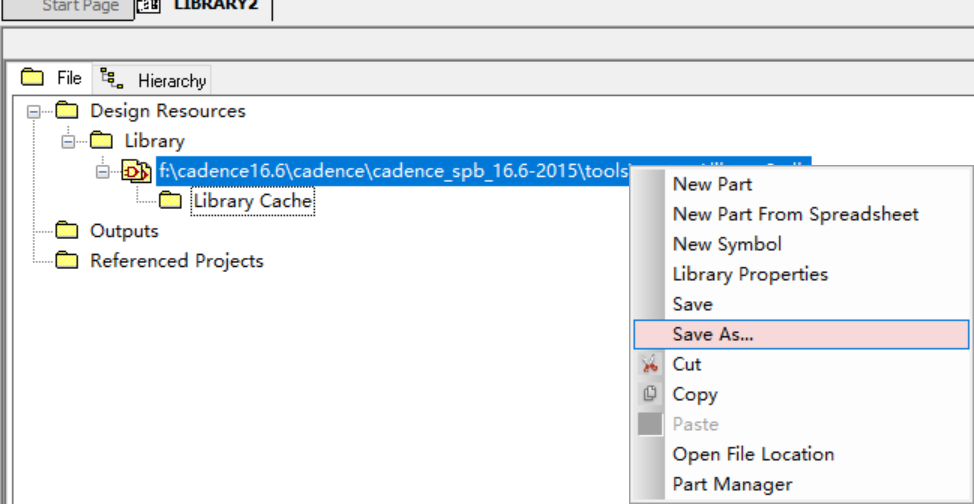 Start Page
LIBRARY2
File
Hierarchy
Design Resources
Library
f:\cadence16.6\cadence\cadence_spb_16.6-2015\tools\
Library Cache
Outputs
Referenced Projects
New Part
New Part From Spreadsheet
New Symbol
Library Properties
Save
Save As...
Cut
Copy
Paste
Open File Location
Part Manager